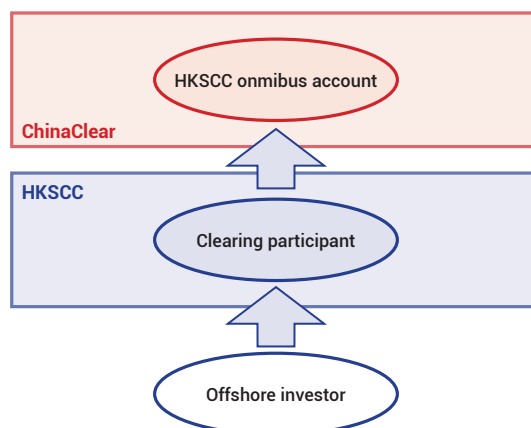 HKSCC onmibus account
ChinaClear
HKSCC
Clearing participant
Offshore investor